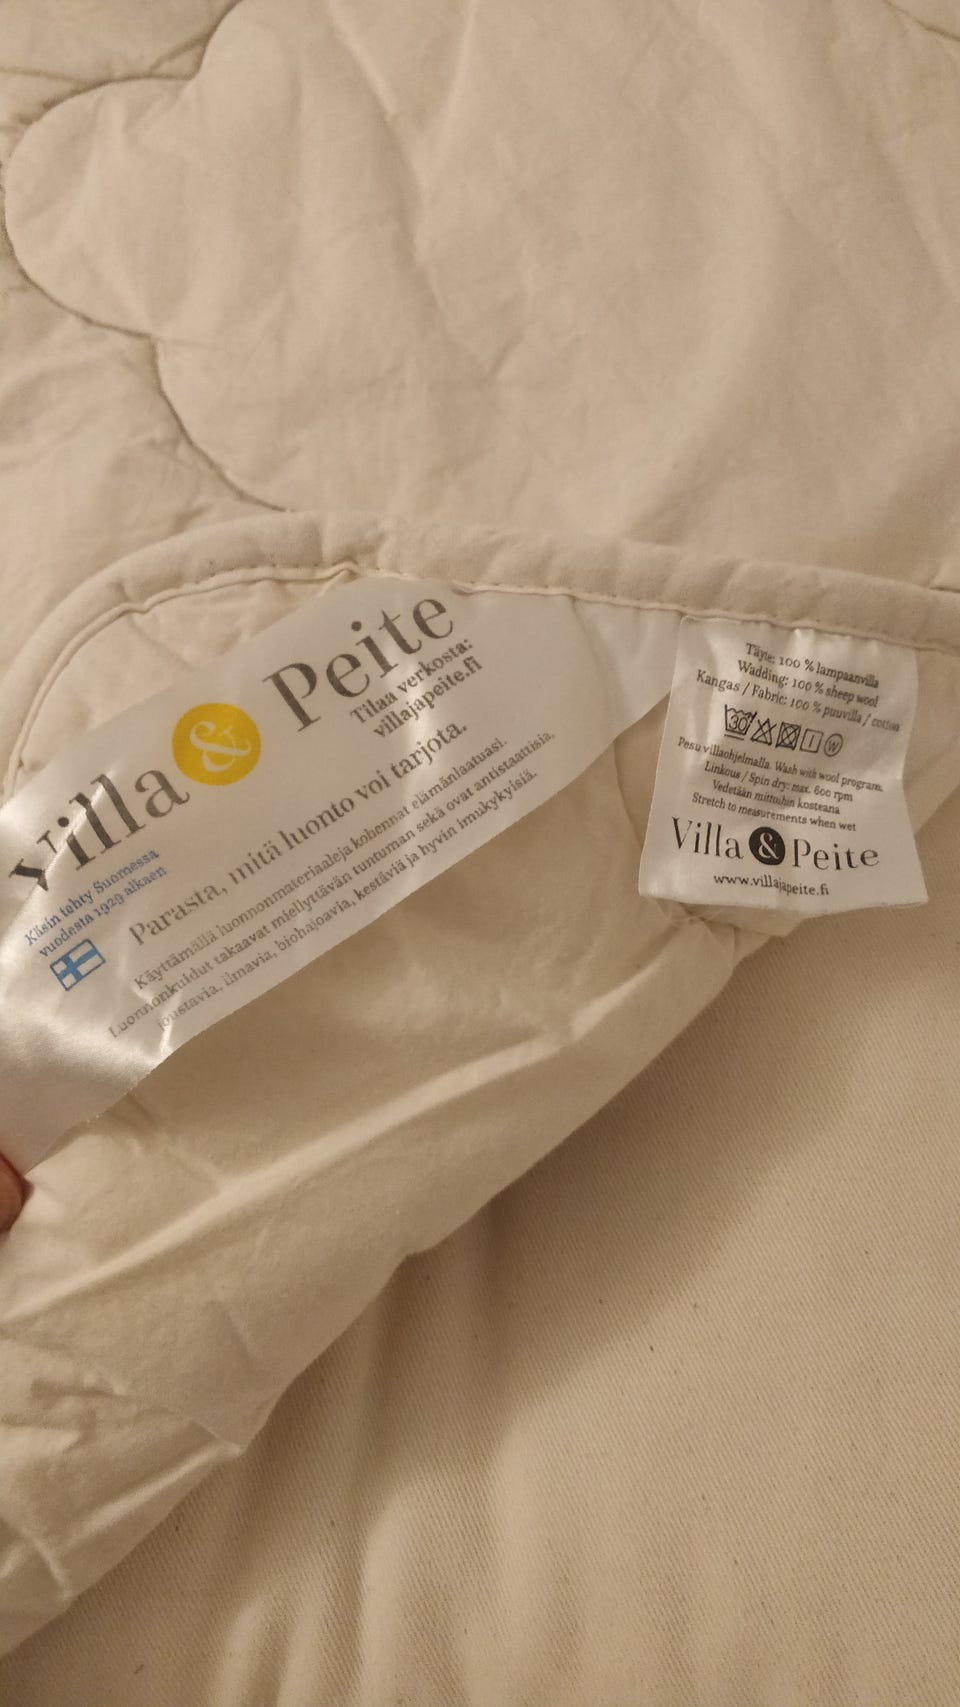 Villa & Peite
Tilaa verkosta:
villajapeite.fi
Käsin tehty Suomessa
vuodesta 1929 alkaen
Parasta, mitä luonto voi tarjota.
Käyttämällä luonnonmateriaaleja kohennat elämänlaatuasi.
Luonnonkuidut takaavat miellyttävän tuntuman sekä ovat antistaattisia,
joustavia, ilmavia, biohajoavia, kestäviä ja hyvin imukykyisiä.
Täyte: 100 % lampaanvilla
Wadding: 100 % sheep wool
Kangas / Fabric: 100 % puuvilla / cotton
30 I W
Pesu villaohjelmalla. Wash with wool program.
Linkous / Spin dry: max. 600 rpm
Vedetään mittoihin kosteana
Stretch to measurements when wet
Villa & Peite
www.villajapeite.fi